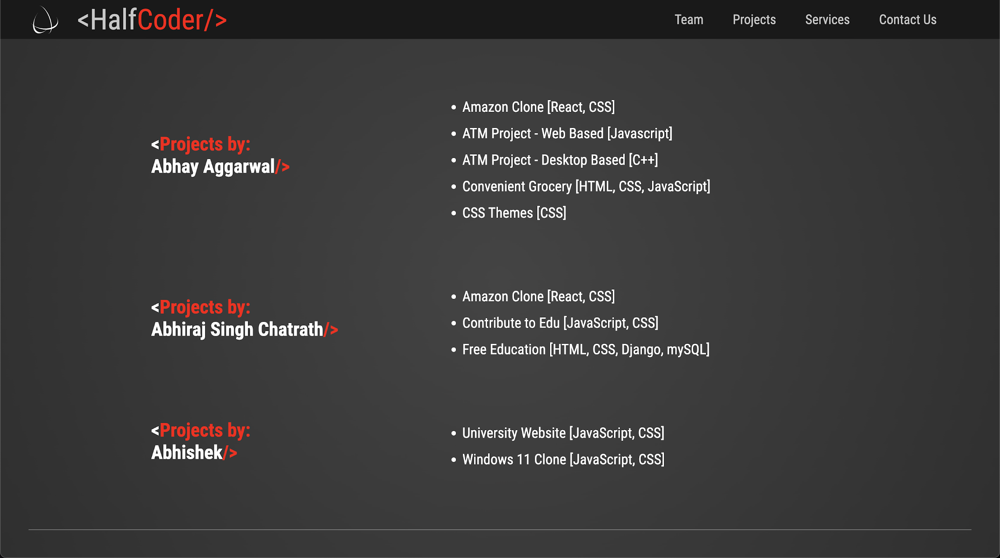 <HalfCoder/>
Team Projects Services Contact Us
<Projects by:
Abhay Aggarwal/>
• Amazon Clone [React, CSS]
• ATM Project - Web Based [Javascript]
• ATM Project - Desktop Based [C++]
• Convenient Grocery [HTML, CSS, JavaScript]
• CSS Themes [CSS]
<Projects by:
Abhiraj Singh Chatrath/>
• Amazon Clone [React, CSS]
• Contribute to Edu [JavaScript, CSS]
• Free Education [HTML, CSS, Django, mySQL]
<Projects by:
Abhishek/>
• University Website [JavaScript, CSS]
• Windows 11 Clone [JavaScript, CSS]